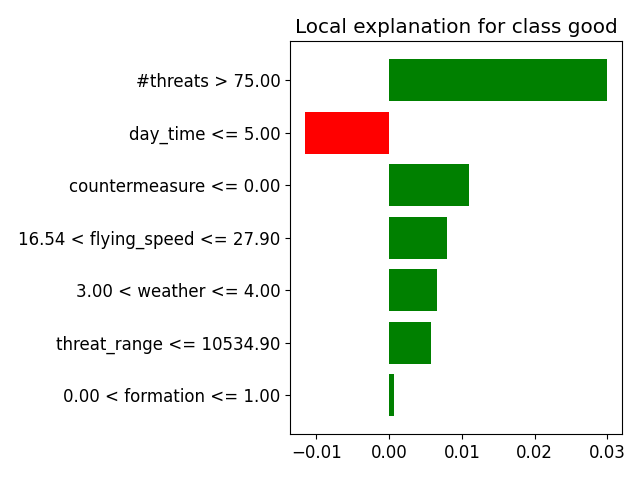 Local explanation for class good
#threats > 75.00
day_time <= 5.00
countermeasure <= 0.00
16.54 < flying_speed <= 27.90
3.00 < weather <= 4.00
threat_range <= 10534.90
0.00 < formation <= 1.00
−0.01 0.00 0.01 0.02 0.03